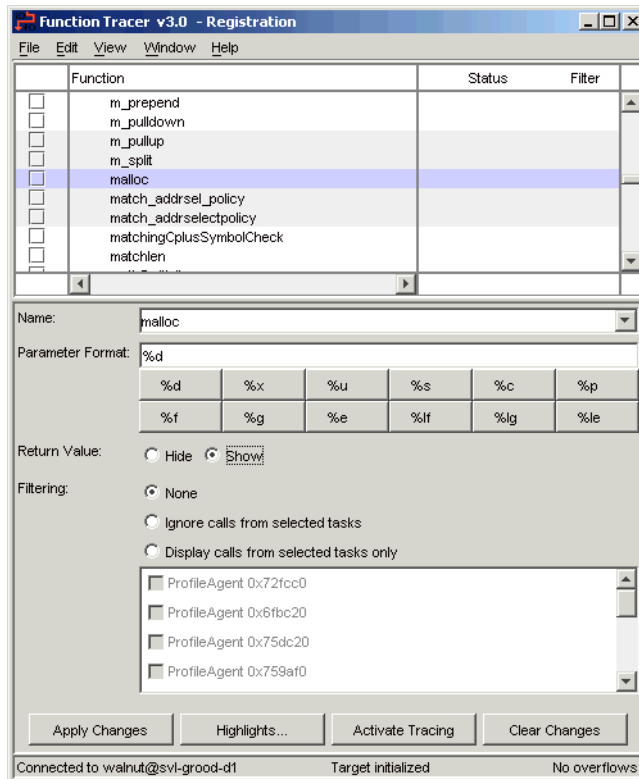 Function Tracer v3.0 - Registration
File Edit View Window Help
Function Status Filter
m_prepend
m_pulldown
m_pullup
m_split
malloc
match_addrsel_policy
match_addrselectpolicy
matchingCplusSymbolCheck
matchlen
Name: malloc
Parameter Format: %d
%d %x %u %s %c %p
%f %g %e %lf %lg %le
Return Value: Hide Show
Filtering: None
Ignore calls from selected tasks
Display calls from selected tasks only
ProfileAgent 0x72fcc0
ProfileAgent 0x6fbc20
ProfileAgent 0x75dc20
ProfileAgent 0x759af0
Apply Changes Highlights... Activate Tracing Clear Changes
Connected to walnut@svl-grood-d1 Target initialized No overflows